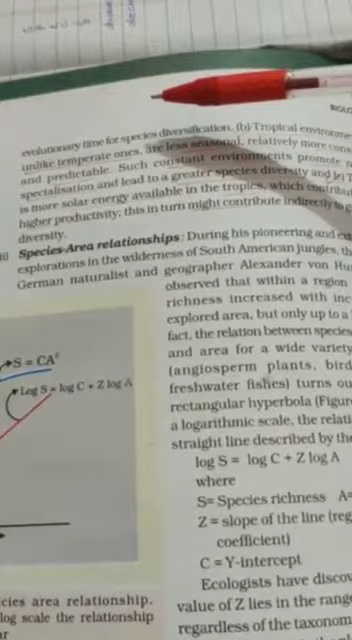 BIOLO
evolutionary time for species diversification. (b) Tropical environme
unlike temperate ones, are less seasonal, relatively more cons
and predictable. Such constant environments promote n
specialisation and lead to a greater species diversity and (c) T
is more solar energy available in the tropics, which contribu
higher productivity; this in turn might contribute indirectly to g
diversity.
Species-Area relationships: During his pioneering and ext
explorations in the wilderness of South American jungles, th
German naturalist and geographer Alexander von Hum
observed that within a region
richness increased with inc
explored area, but only up to a
fact, the relation between species
and area for a wide variety
(angiosperm plants, bird
freshwater fishes) turns ou
rectangular hyperbola (Figur
a logarithmic scale, the relati
straight line described by the
log S = log C + Z log A
where
S= Species richness A=
Z = slope of the line (reg
coefficient)
C = Y-intercept
Ecologists have discov
value of Z lies in the range
regardless of the taxonom
S = CAᶻ
Log S = log C + Z log A
cies area relationship.
log scale the relationship